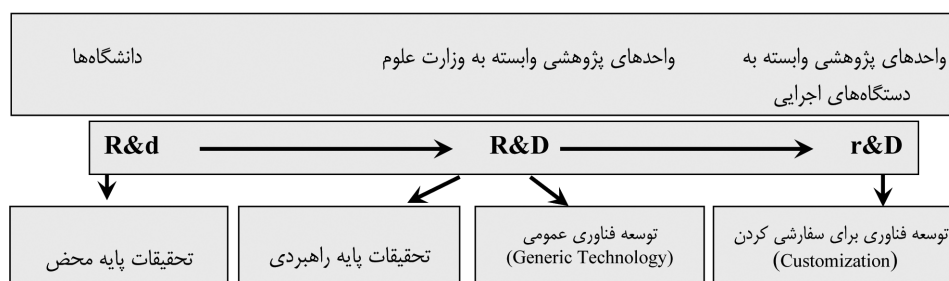 دانشگاه‌ها
واحدهای پژوهشی وابسته به وزارت علوم
واحدهای پژوهشی وابسته به
دستگاه‌های اجرایی
R&d
R&D
r&D
تحقیقات پایه محض
تحقیقات پایه راهبردی
توسعه فناوری عمومی
(Generic Technology)
توسعه فناوری برای سفارشی کردن
(Customization)